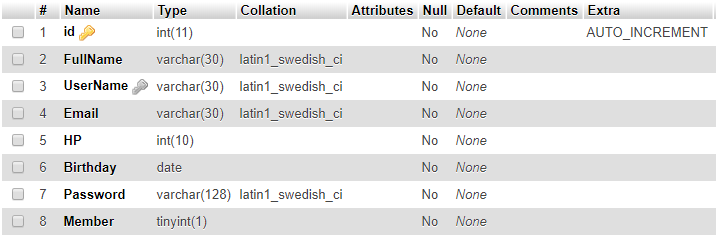 # Name Type Collation Attributes Null Default Comments Extra
1 id int(11) No None AUTO_INCREMENT
2 FullName varchar(30) latin1_swedish_ci No None
3 UserName varchar(30) latin1_swedish_ci No None
4 Email varchar(30) latin1_swedish_ci No None
5 HP int(10) No None
6 Birthday date No None
7 Password varchar(128) latin1_swedish_ci No None
8 Member tinyint(1) No None